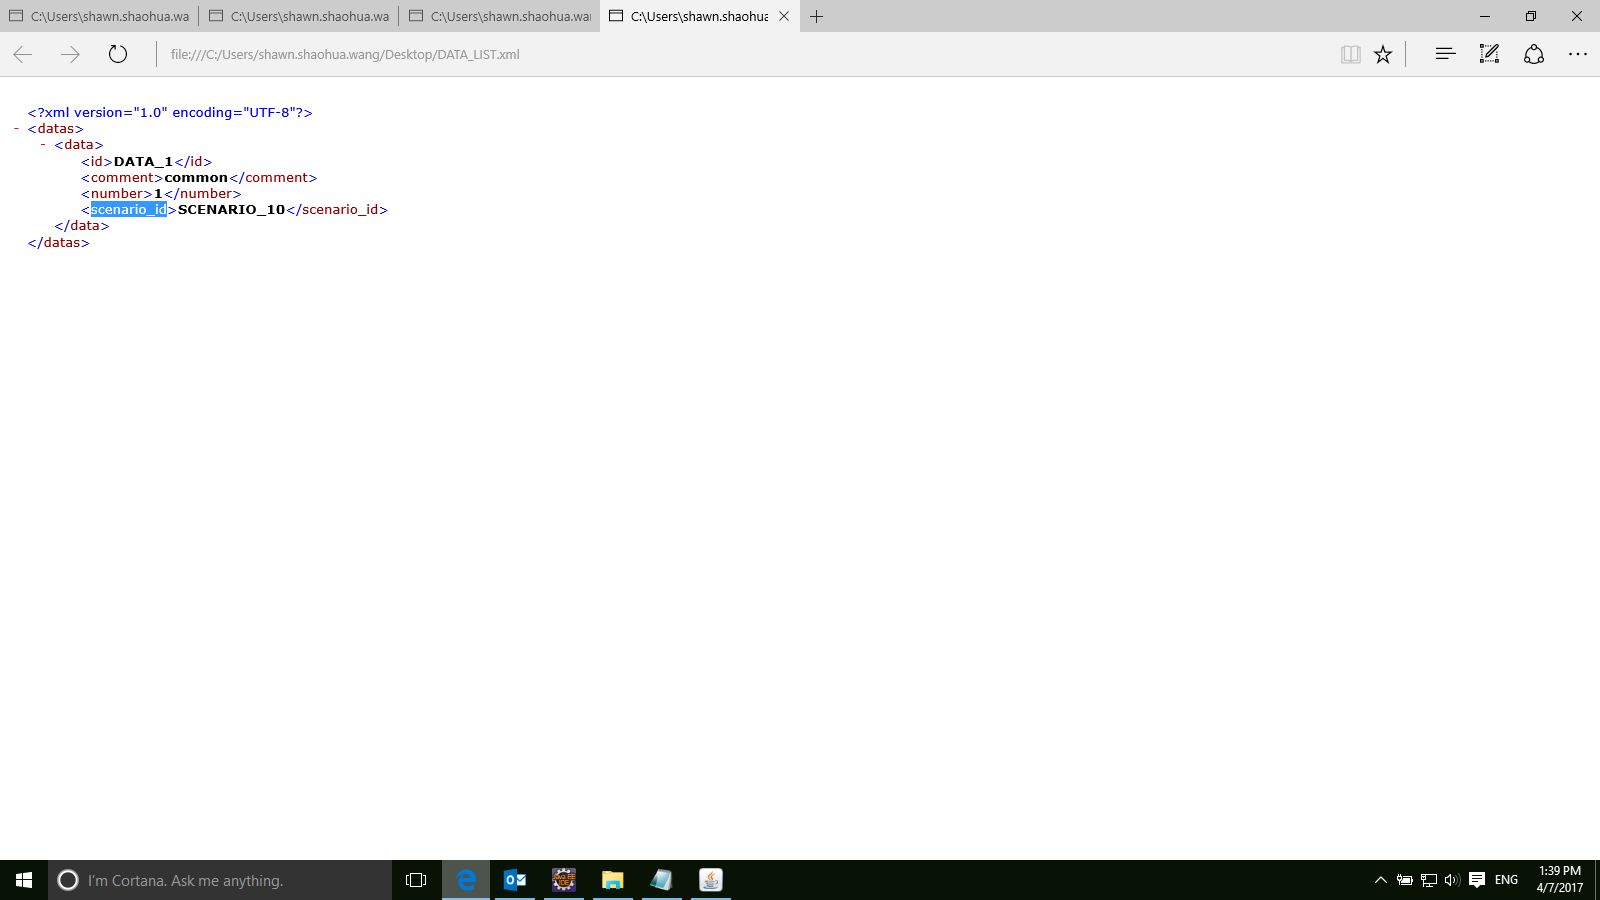 C:\Users\shawn.shaohua.wa
C:\Users\shawn.shaohua.wa
C:\Users\shawn.shaohua.wa
C:\Users\shawn.shaohua
file:///C:/Users/shawn.shaohua.wang/Desktop/DATA_LIST.xml
<?xml version="1.0" encoding="UTF-8"?>
- <datas>
- <data>
<id>DATA_1</id>
<comment>common</comment>
<number>1</number>
<scenario_id>SCENARIO_10</scenario_id>
</data>
</datas>
I'm Cortana. Ask me anything.
ENG
1:39 PM
4/7/2017